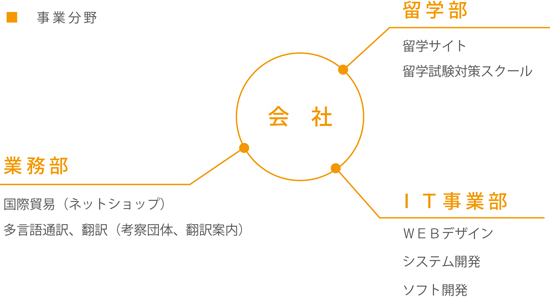 ■ 事業分野
留学部
留学サイト
留学試験対策スクール
会 社
業務部
国際貿易（ネットショップ）
多言語通訳、翻訳（考察団体、翻訳案内）
ＩＴ事業部
ＷＥＢデザイン
システム開発
ソフト開発